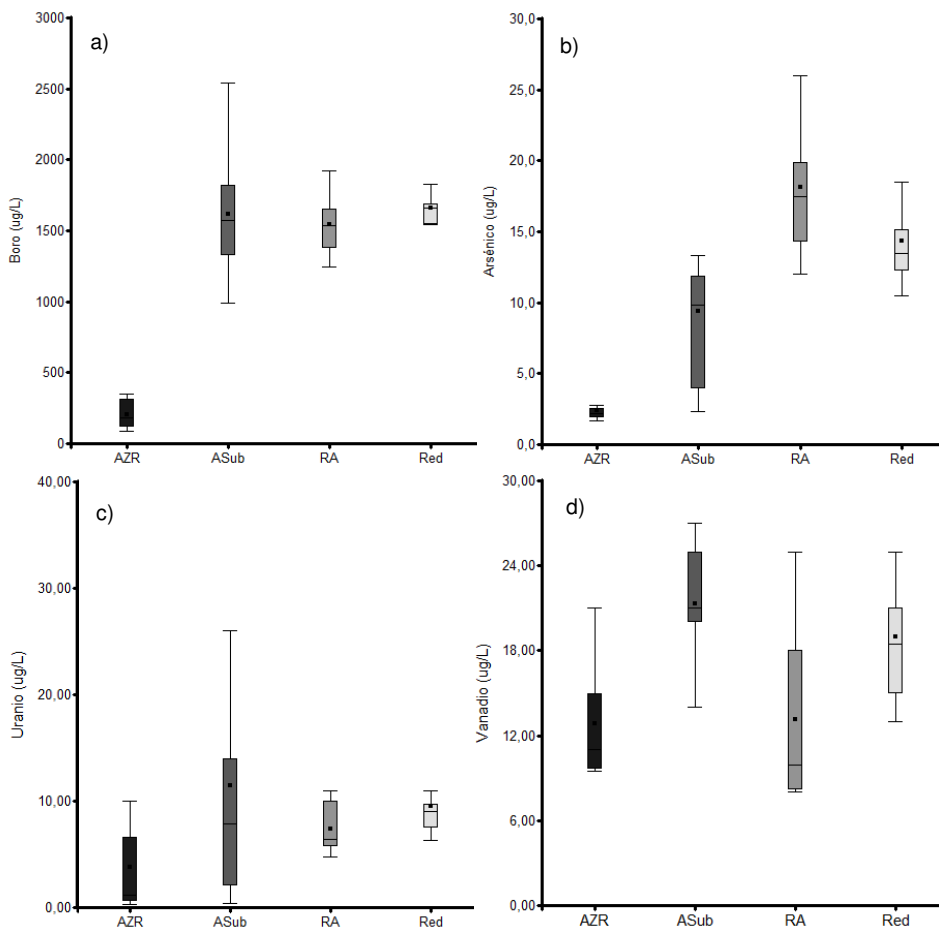 a)
Boro (ug/L)
3000
2500
2000
1500
1000
500
0
AZR ASub RA Red
b)
Arsénico (ug/L)
30,0
25,0
20,0
15,0
10,0
5,0
0,0
AZR ASub RA Red
c)
Uranio (ug/L)
40,00
30,00
20,00
10,00
0,00
AZR ASub RA Red
d)
Vanadio (ug/L)
30,00
24,00
18,00
12,00
6,00
0,00
AZR ASub RA Red